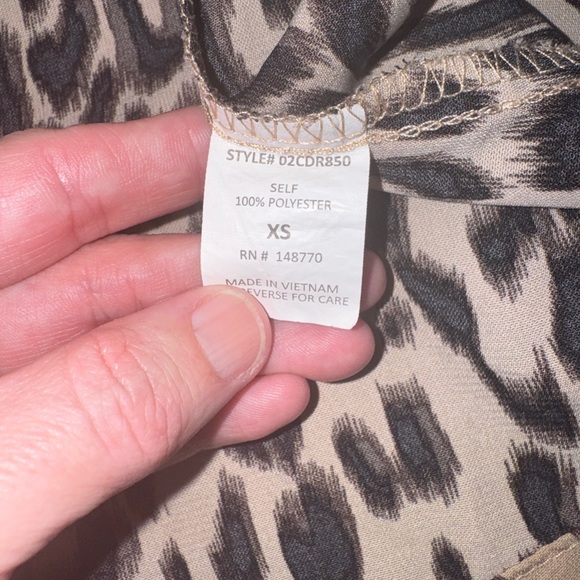 STYLE# 02CDR850
SELF
100% POLYESTER
XS
RN # 148770
MADE IN VIETNAM
REVERSE FOR CARE